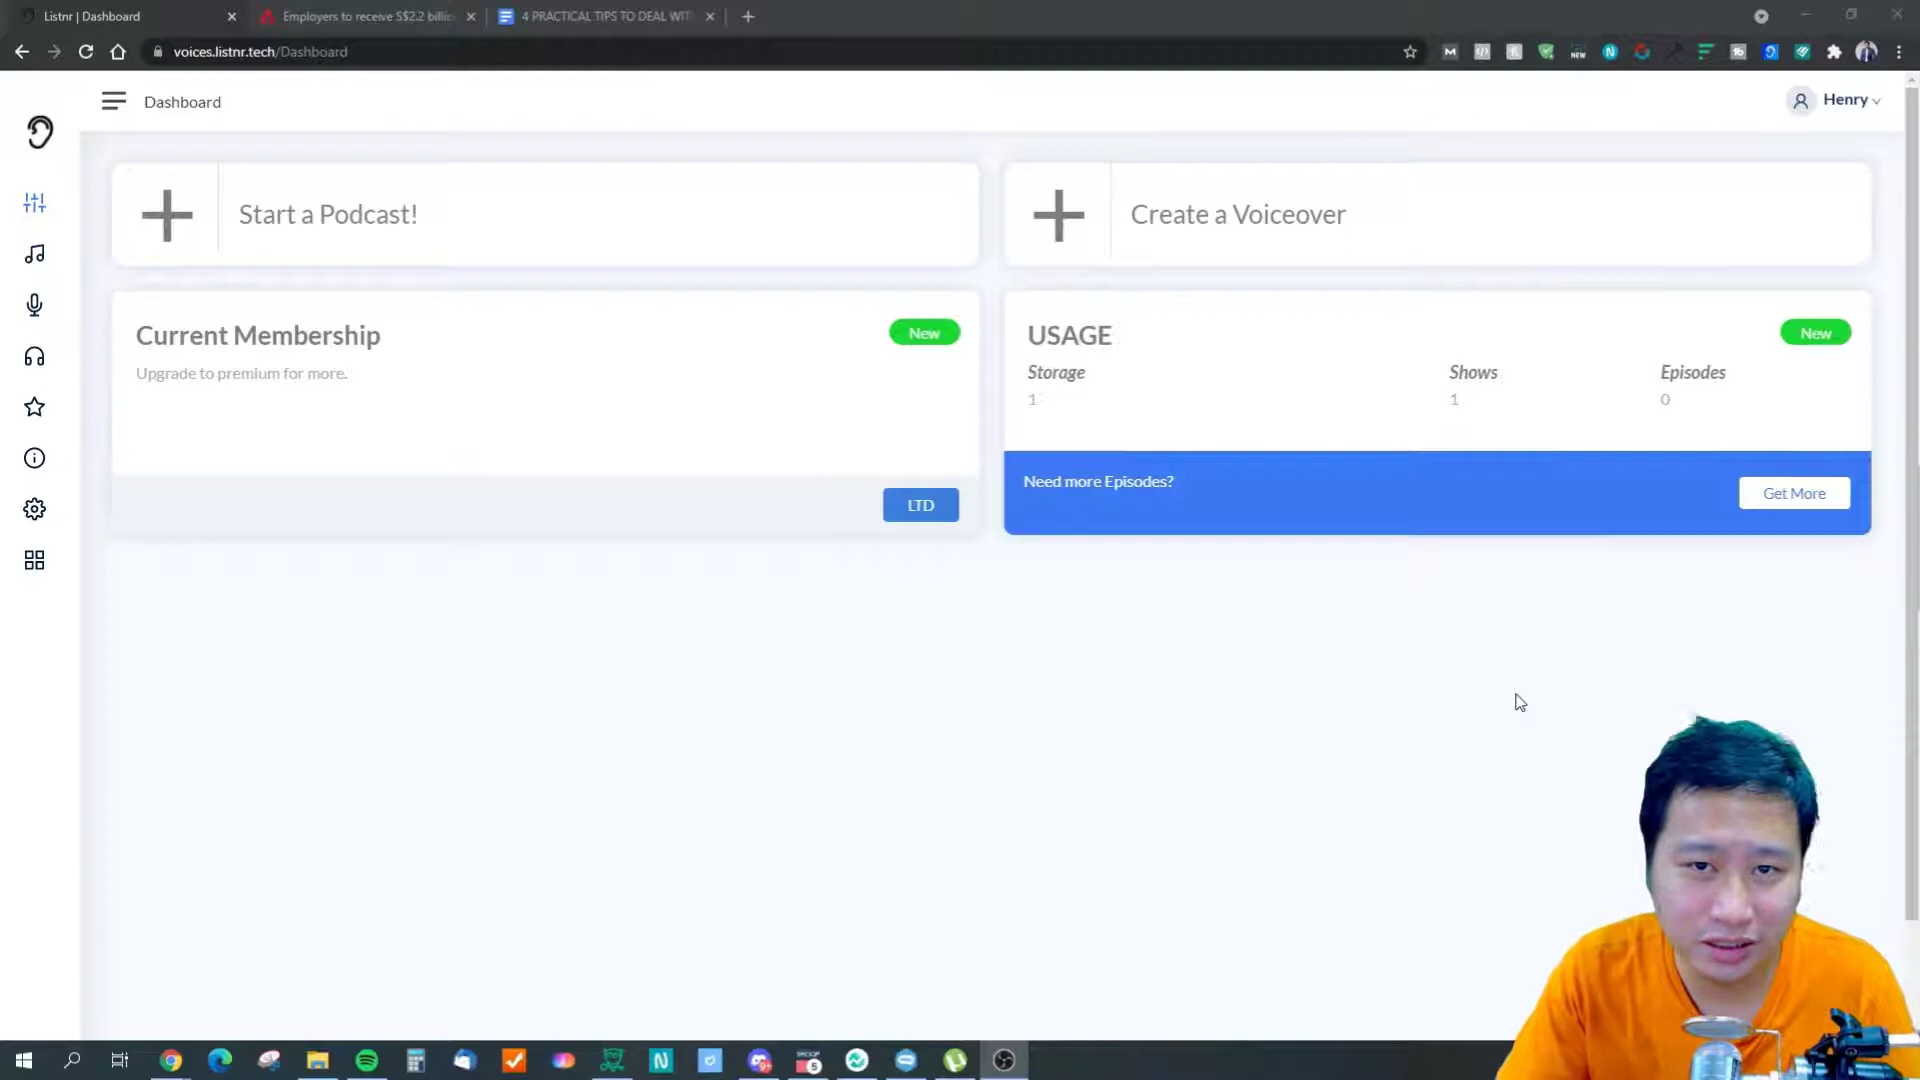 Listnr | Dashboard
Employers to receive S$2.2 billio
4 PRACTICAL TIPS TO DEAL WIT
voices.listnr.tech/Dashboard
NEW
Dashboard
Henry
Start a Podcast!
Create a Voiceover
Current Membership
New
Upgrade to premium for more.
LTD
USAGE
New
Storage
Shows
Episodes
1
1
0
Need more Episodes?
Get More